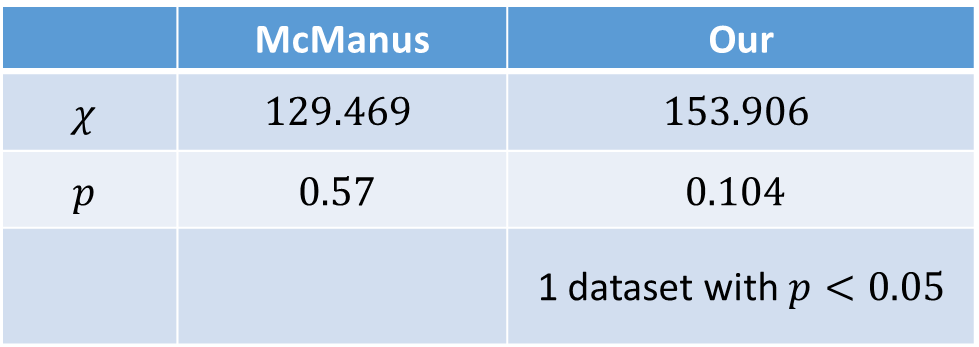 McManus Our
χ 129.469 153.906
p 0.57 0.104
1 dataset with p < 0.05